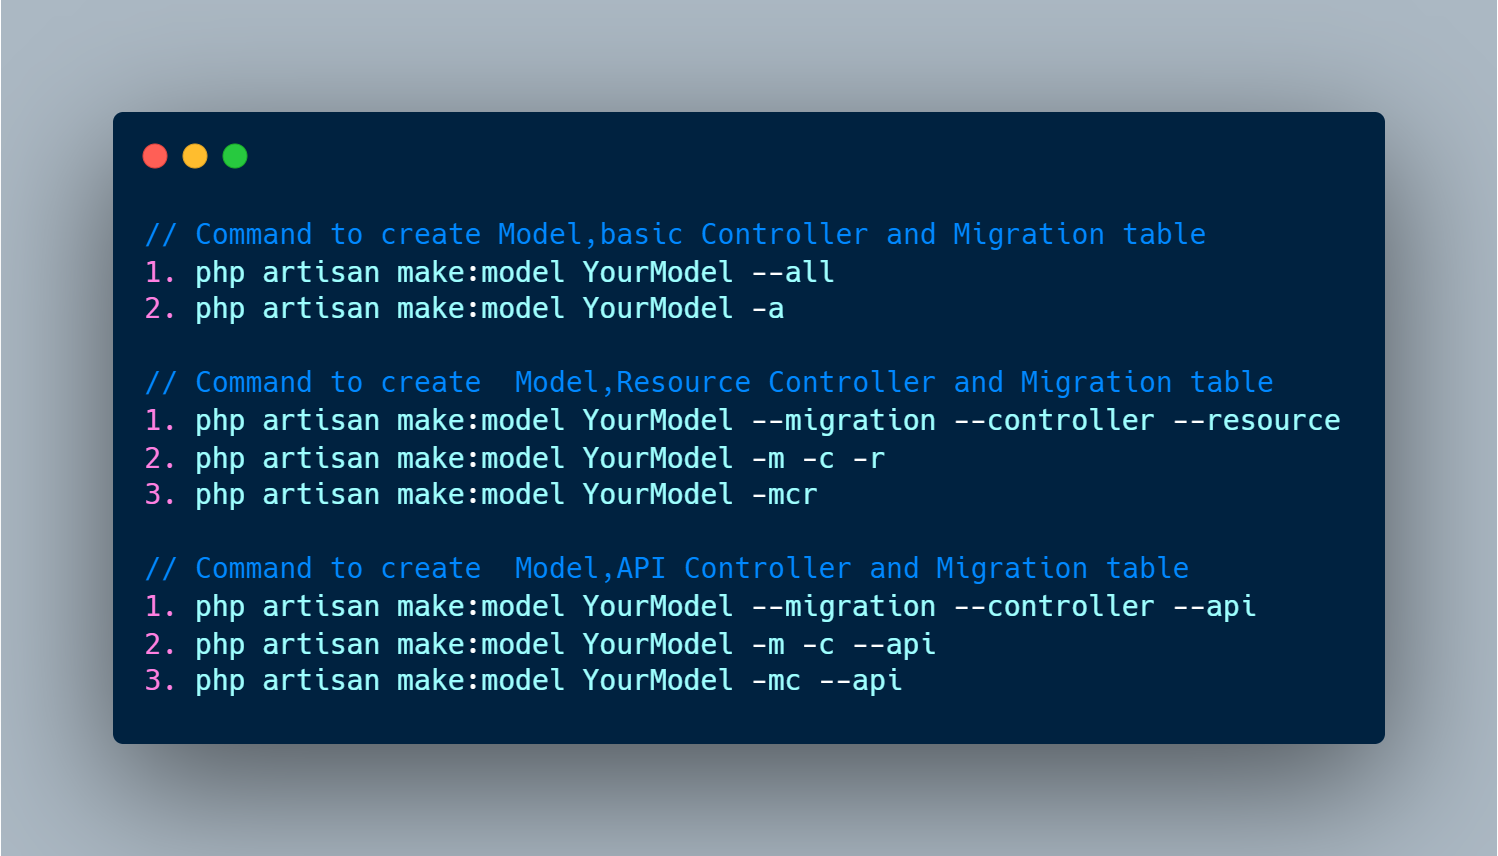 // Command to create Model,basic Controller and Migration table
1. php artisan make:model YourModel --all
2. php artisan make:model YourModel -a
// Command to create  Model,Resource Controller and Migration table
1. php artisan make:model YourModel --migration --controller --resource
2. php artisan make:model YourModel -m -c -r
3. php artisan make:model YourModel -mcr
// Command to create  Model,API Controller and Migration table
1. php artisan make:model YourModel --migration --controller --api
2. php artisan make:model YourModel -m -c --api
3. php artisan make:model YourModel -mc --api